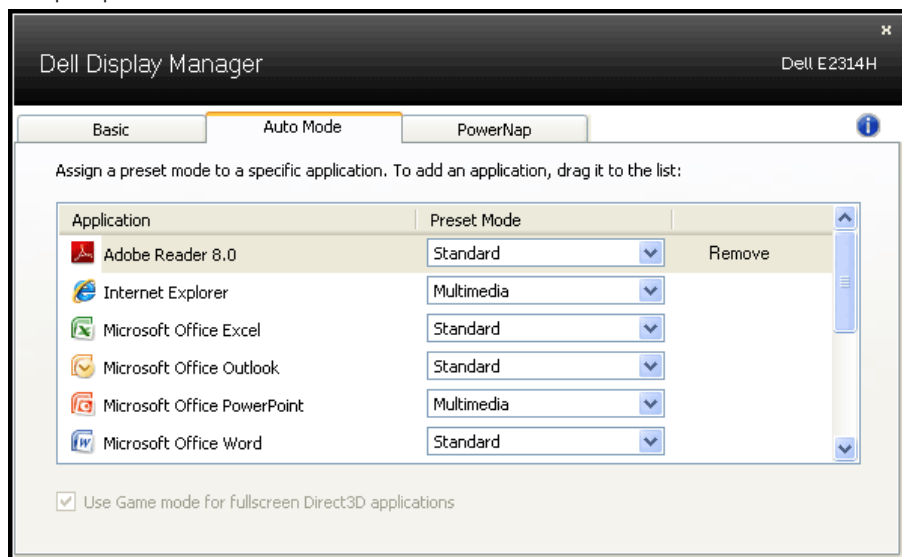 Dell Display Manager
Dell E2314H
Basic
Auto Mode
PowerNap
Assign a preset mode to a specific application. To add an application, drag it to the list:
Application Preset Mode
Adobe Reader 8.0 Standard Remove
Internet Explorer Multimedia
Microsoft Office Excel Standard
Microsoft Office Outlook Standard
Microsoft Office PowerPoint Multimedia
Microsoft Office Word Standard
Use Game mode for fullscreen Direct3D applications